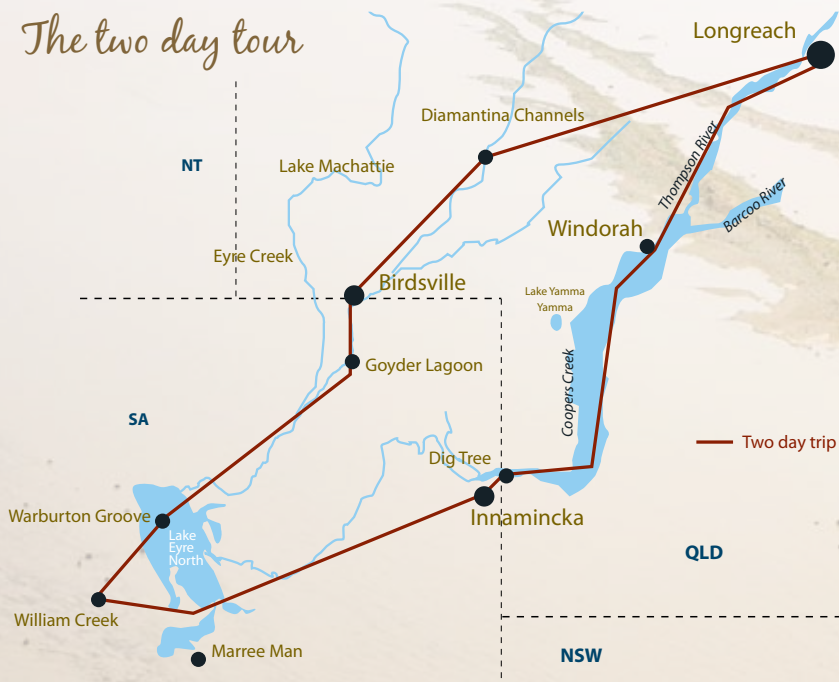 The two day tour
Longreach
Diamantina Channels
NT
Lake Machattie
Thompson River
Barcoo River
Windorah
Eyre Creek
Birdsville
Lake Yamma
Yamma
Goyder Lagoon
Coopers Creek
SA
Two day trip
Dig Tree
Warburton Groove
Innamincka
Lake
Eyre
North
QLD
William Creek
Marree Man
NSW